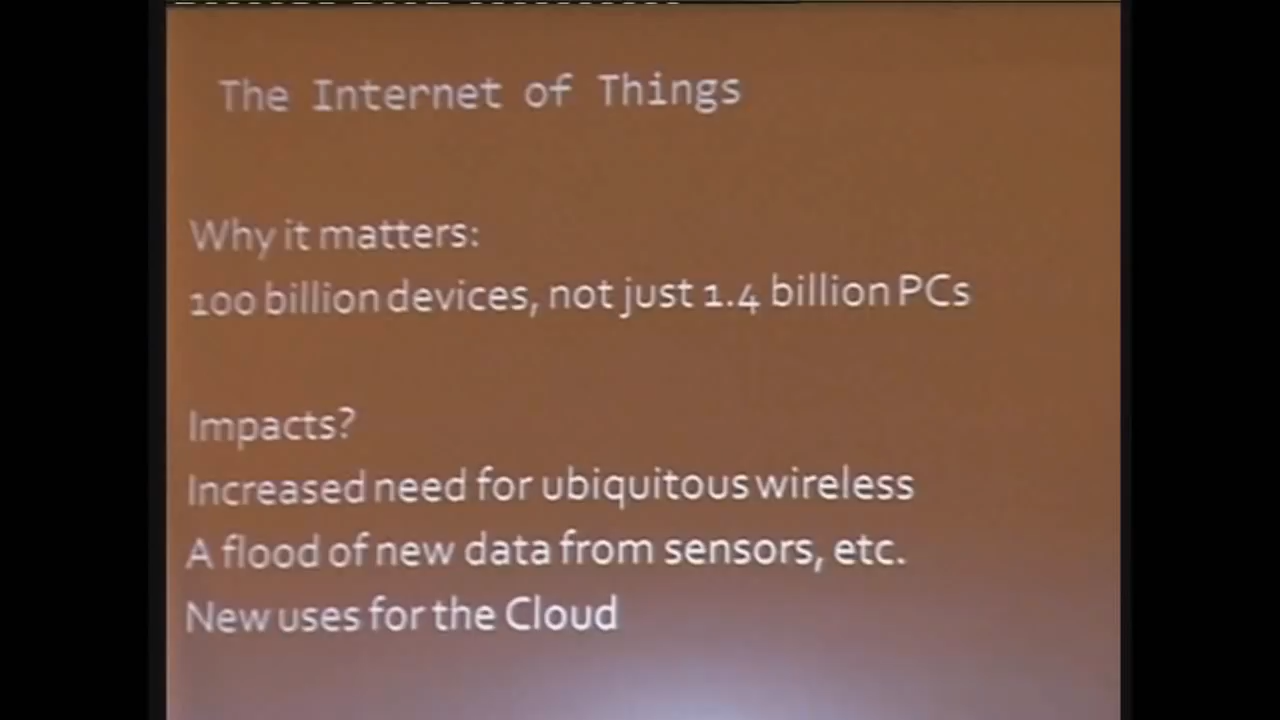 The Internet of Things
Why it matters:
100 billion devices, not just 1.4 billion PCs
Impacts?
Increased need for ubiquitous wireless
A flood of new data from sensors, etc.
New uses for the Cloud